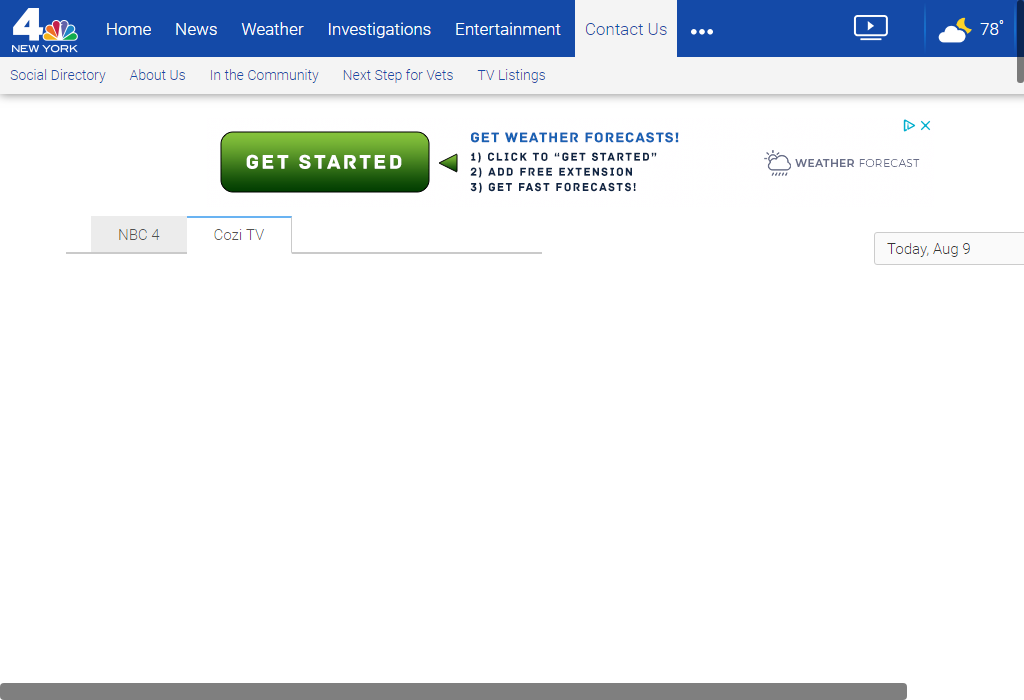 4
NEW YORK
Home News Weather Investigations Entertainment Contact Us ••• 78°
Social Directory About Us In the Community Next Step for Vets TV Listings
GET STARTED
GET WEATHER FORECASTS!
1) CLICK TO “GET STARTED”
2) ADD FREE EXTENSION
3) GET FAST FORECASTS!
WEATHER FORECAST
NBC 4 Cozi TV
Today, Aug 9